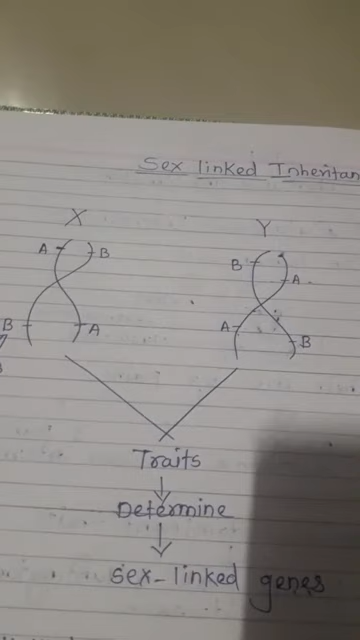 Sex linked Inheritan
X
Y
A B
B A
B A
A B
Traits
Determine
sex-linked genes